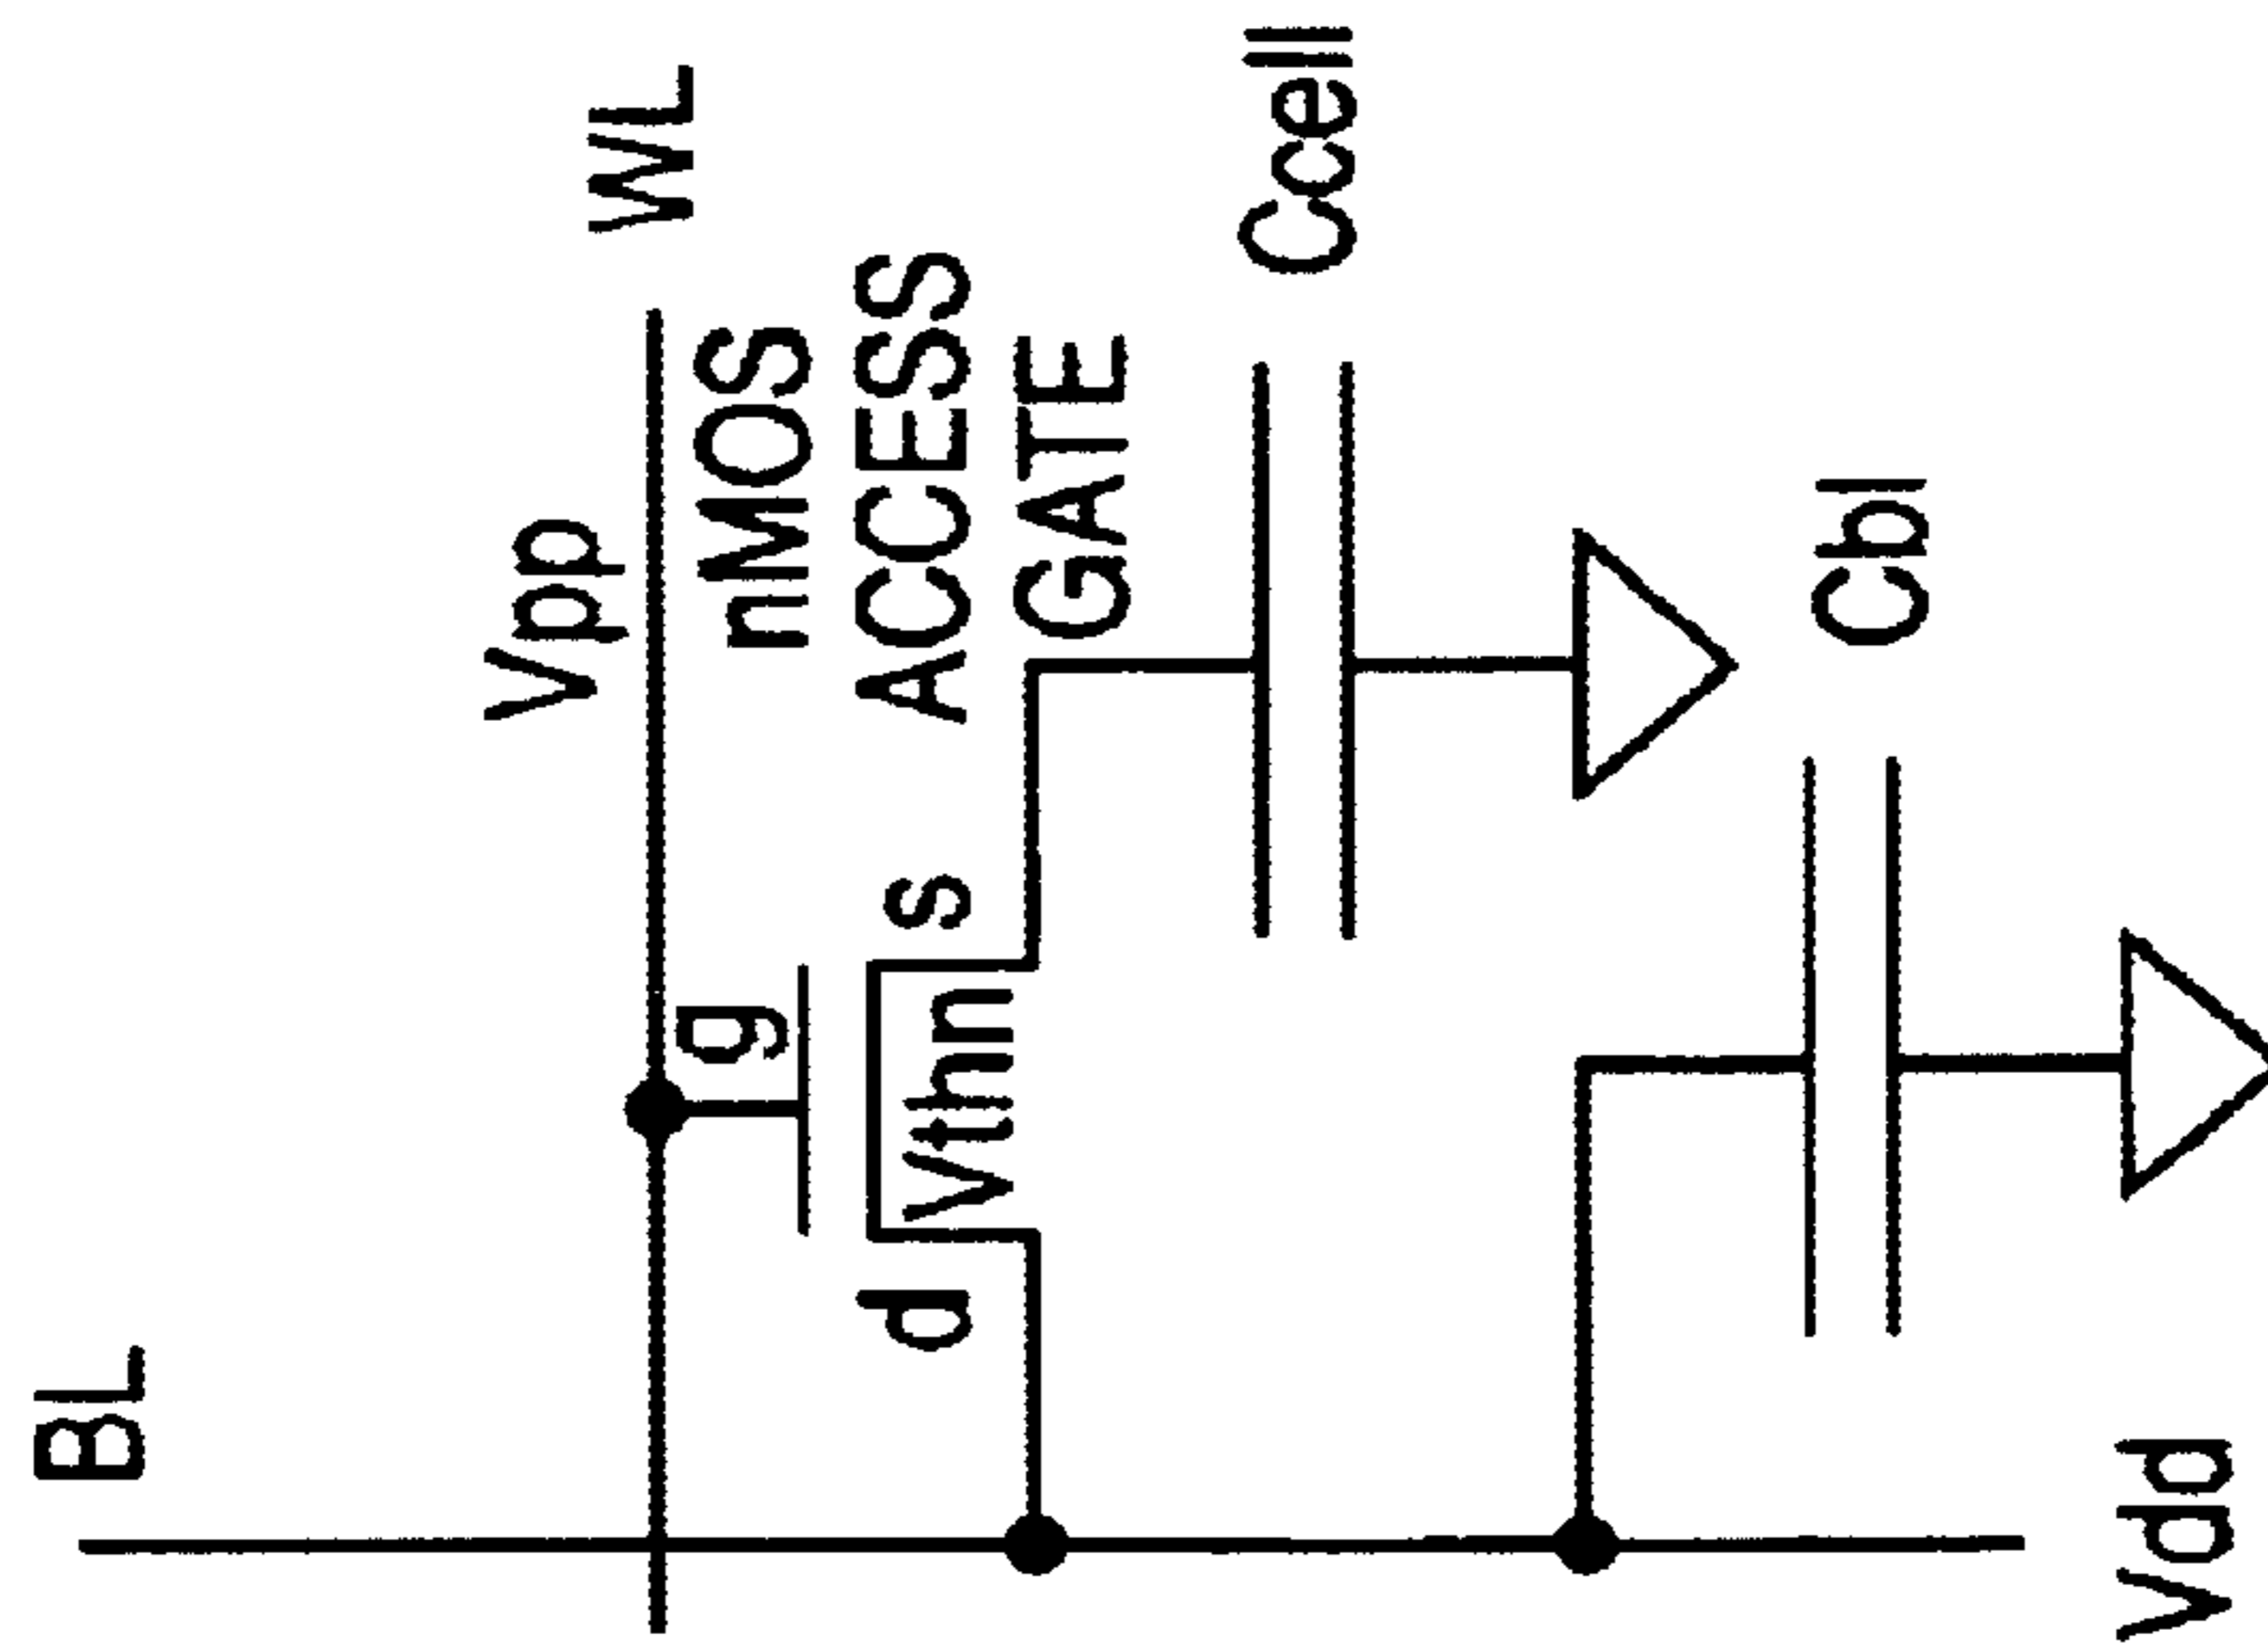 BL
Vpp
WL
nMOS
ACCESS
GATE
g
d
s
Vthn
Ccell
Cbl
Vdd